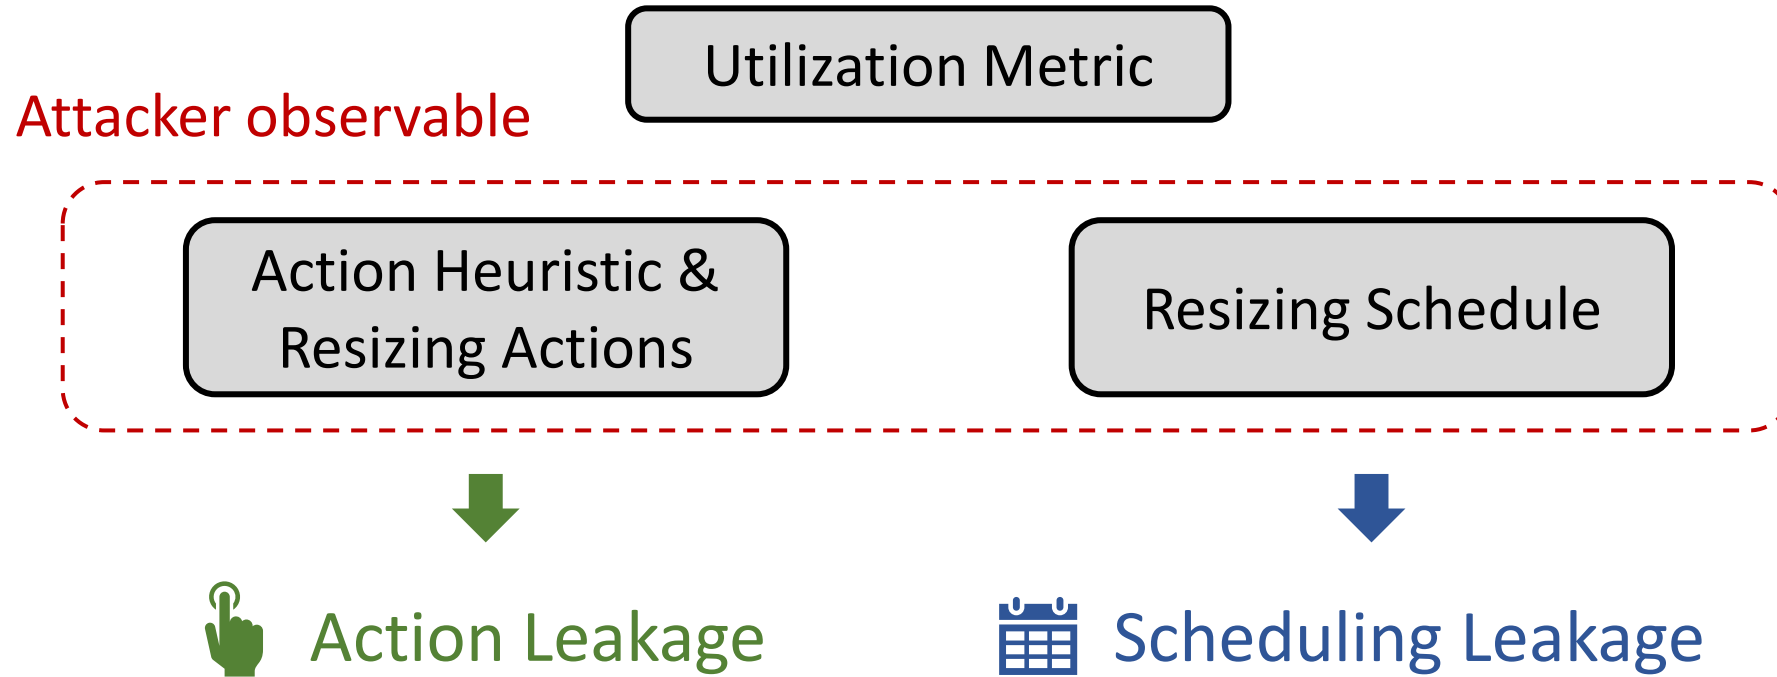 Utilization Metric
Attacker observable
Action Heuristic &
Resizing Actions
Resizing Schedule
Action Leakage
Scheduling Leakage